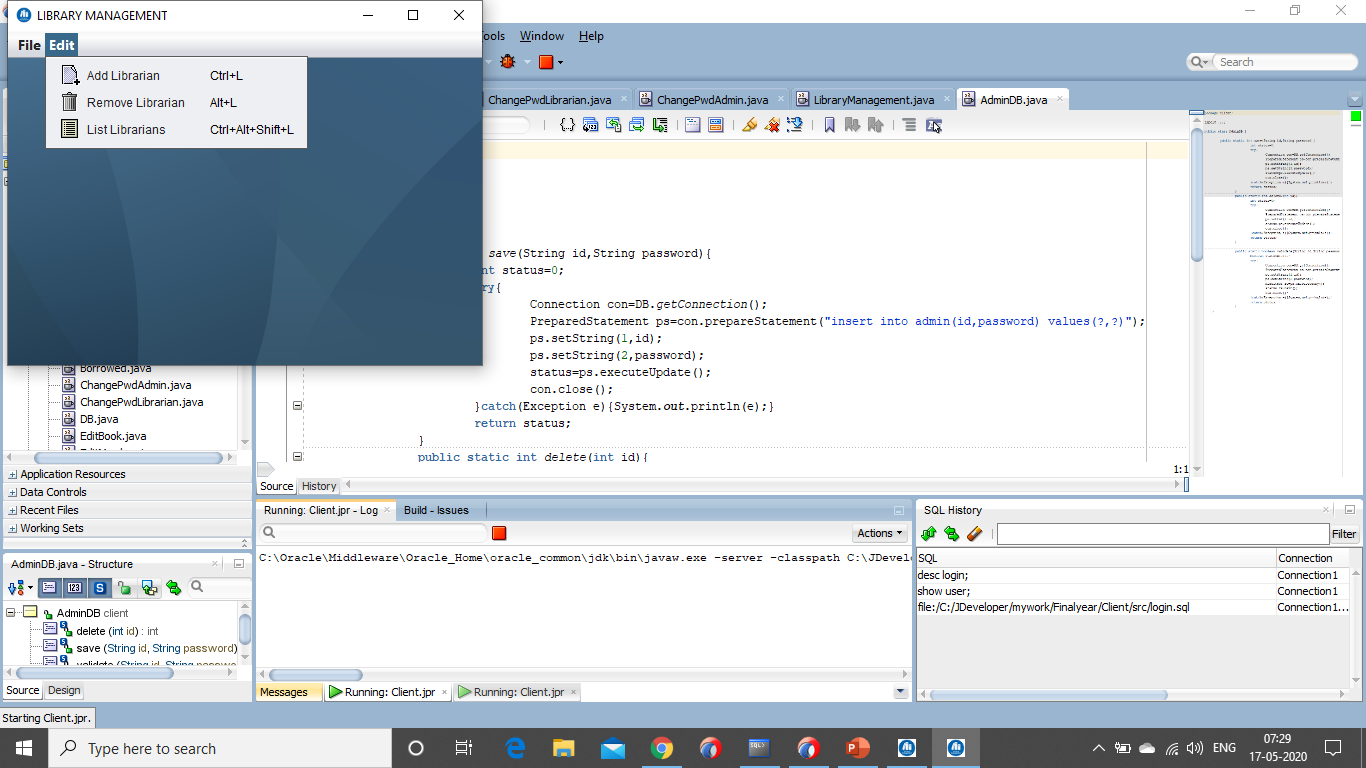 LIBRARY MANAGEMENT
File Edit
Add Librarian Ctrl+L
Remove Librarian Alt+L
List Librarians Ctrl+Alt+Shift+L
Tools Window Help
Search
ChangePwdLibrarian.java ChangePwdAdmin.java LibraryManagement.java AdminDB.java
save(String id,String password){
int status=0;
try{
Connection con=DB.getConnection();
PreparedStatement ps=con.prepareStatement("insert into admin(id,password) values(?,?)");
ps.setString(1,id);
ps.setString(2,password);
status=ps.executeUpdate();
con.close();
}catch(Exception e){System.out.println(e);}
return status;
}
public static int delete(int id){
1:1
Source History
Borrowed.java
ChangePwdAdmin.java
ChangePwdLibrarian.java
DB.java
EditBook.java
Application Resources
Data Controls
Recent Files
Working Sets
AdminDB.java - Structure
AdminDB client
delete (int id) : int
save (String id, String password)
validate (String id, String passwo
Source Design
Running: Client.jpr - Log Build - Issues
Actions
C:\Oracle\Middleware\Oracle_Home\oracle_common\jdk\bin\javaw.exe -server -classpath C:\JDevel
Messages Running: Client.jpr Running: Client.jpr
SQL History
Filter
SQL Connection
desc login; Connection1
show user; Connection1
file:/C:/JDeveloper/mywork/Finalyear/Client/src/login.sql Connection1...
Starting Client.jpr.
Type here to search
ENG
07:29
17-05-2020